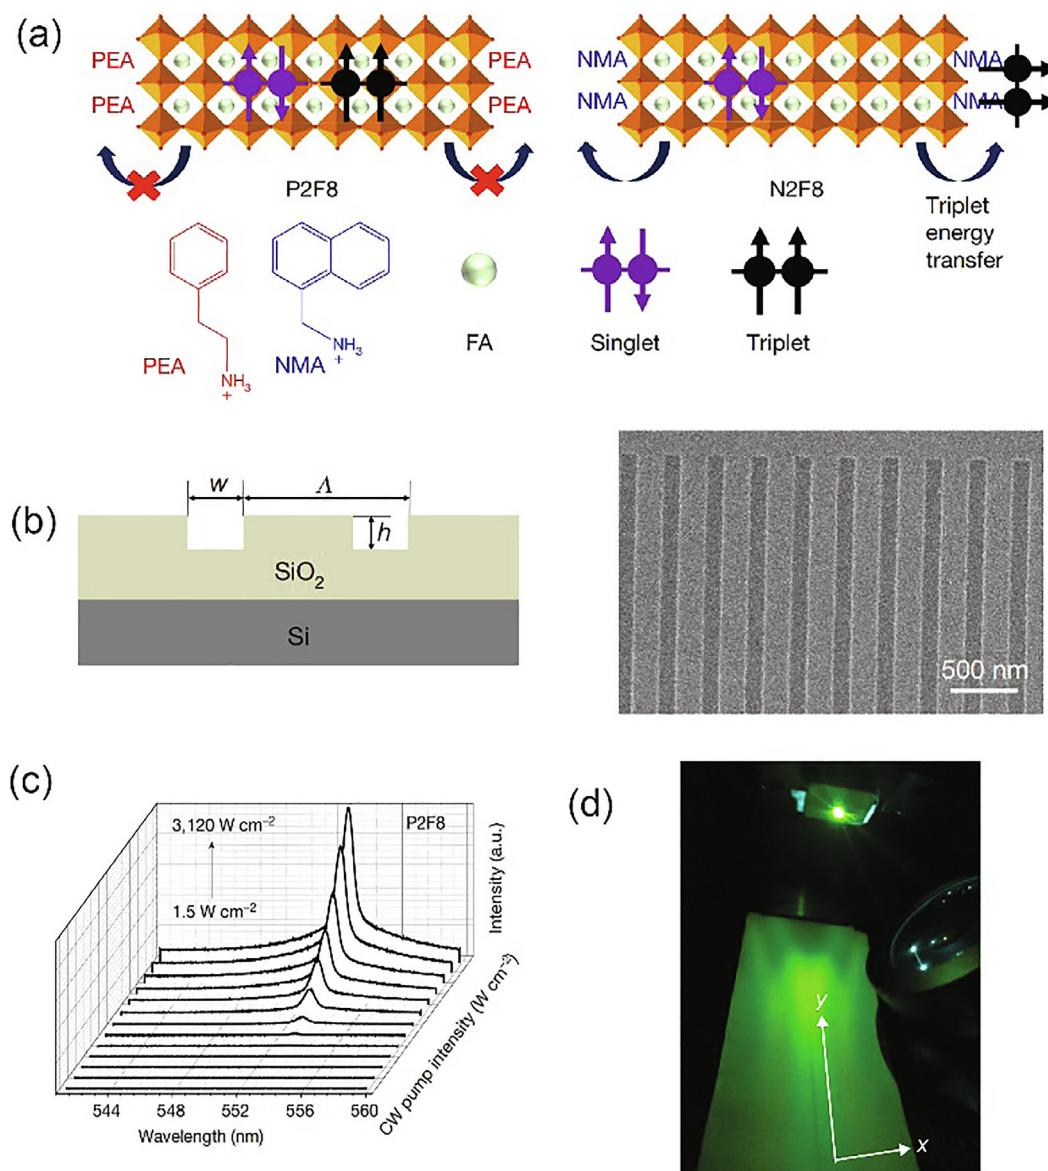 (a)
PEA
PEA
PEA
PEA
NMA
NMA
NMA
NMA
P2F8
N2F8
Triplet
energy
transfer
PEA
NH3
+
NMA
NH3
+
FA
Singlet
Triplet
(b)
w
Λ
h
SiO2
Si
500 nm
(c)
3,120 W cm⁻²
1.5 W cm⁻²
P2F8
Intensity (a.u.)
CW pump intensity (W cm⁻²)
544
548
552
556
560
Wavelength (nm)
(d)
y
x